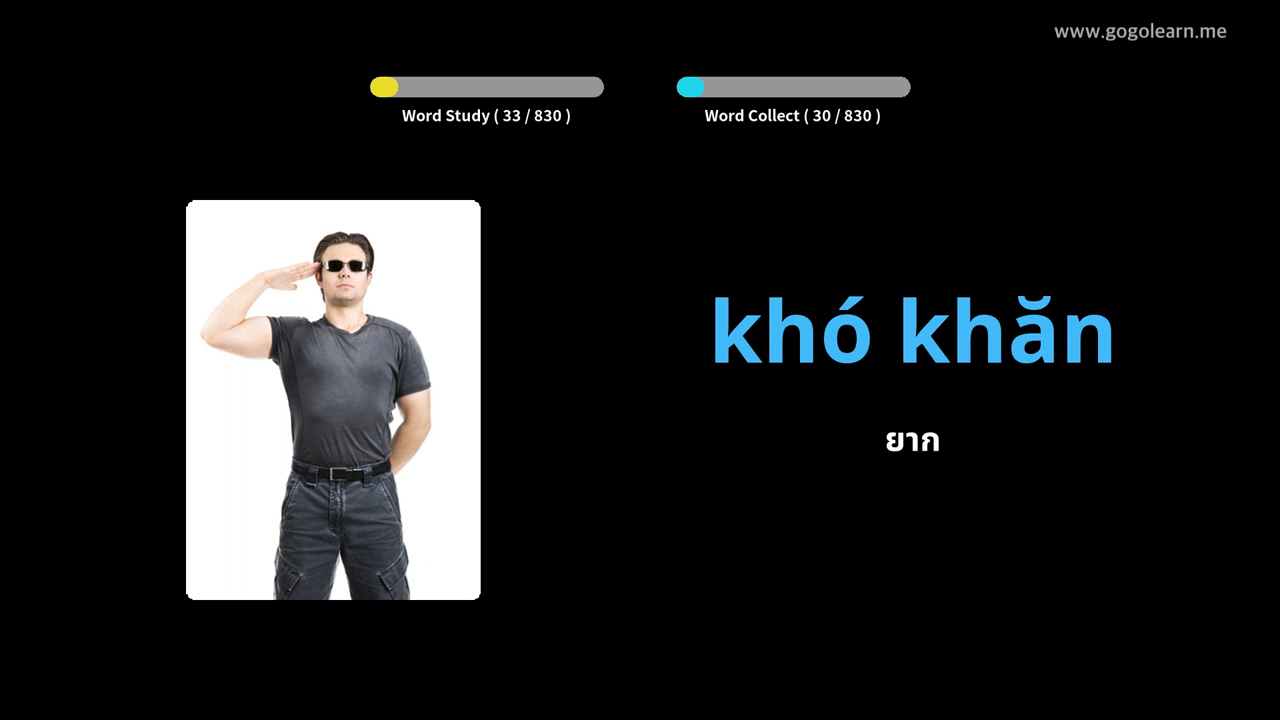 www.gogolearn.me
Word Study ( 33 / 830 )
Word Collect ( 30 / 830 )
khó khăn
ยาก